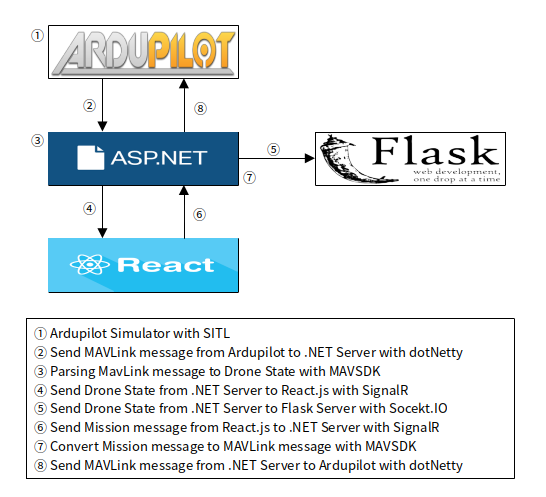 ①
ARDUPILOT
②
⑧
③
ASP.NET
⑤
Flask
web development,
one drop at a time
⑦
④
⑥
React
① Ardupilot Simulator with SITL
② Send MAVLink message from Ardupilot to .NET Server with dotNetty
③ Parsing MavLink message to Drone State with MAVSDK
④ Send Drone State from .NET Server to React.js with SignalR
⑤ Send Drone State from .NET Server to Flask Server with Socekt.IO
⑥ Send Mission message from React.js to .NET Server with SignalR
⑦ Convert Mission message to MAVLink message with MAVSDK
⑧ Send MAVLink message from .NET Server to Ardupilot with dotNetty